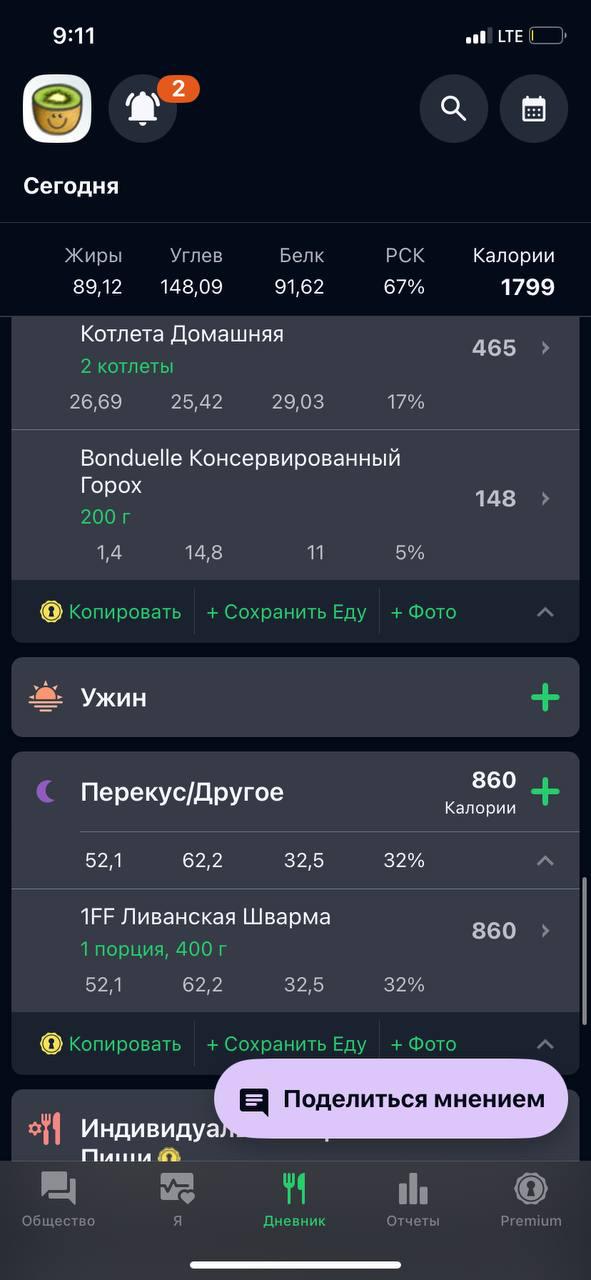 9:11 LTE
2
Сегодня
Жиры Углев Белк РСК Калории
89,12 148,09 91,62 67% 1799
Котлета Домашняя
465
2 котлеты
26,69 25,42 29,03 17%
Bonduelle Консервированный
Горох
148
200 г
1,4 14,8 11 5%
Копировать + Сохранить Еду + Фото
Ужин
Перекус/Другое
860
Калории
52,1 62,2 32,5 32%
1FF Ливанская Шварма
860
1 порция, 400 г
52,1 62,2 32,5 32%
Копировать + Сохранить Еду + Фото
Поделиться мнением
Пищи
Общество Я Дневник Отчеты Premium